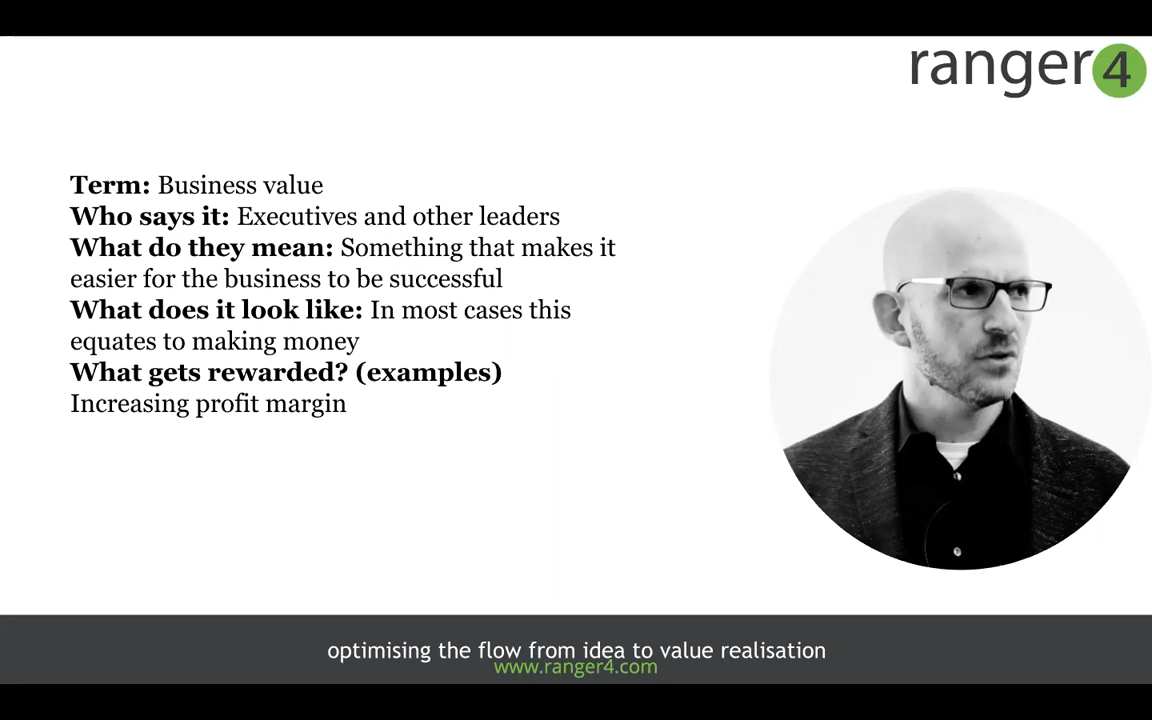 ranger4
Term: Business value
Who says it: Executives and other leaders
What do they mean: Something that makes it
easier for the business to be successful
What does it look like: In most cases this
equates to making money
What gets rewarded? (examples)
Increasing profit margin
optimising the flow from idea to value realisation
www.ranger4.com